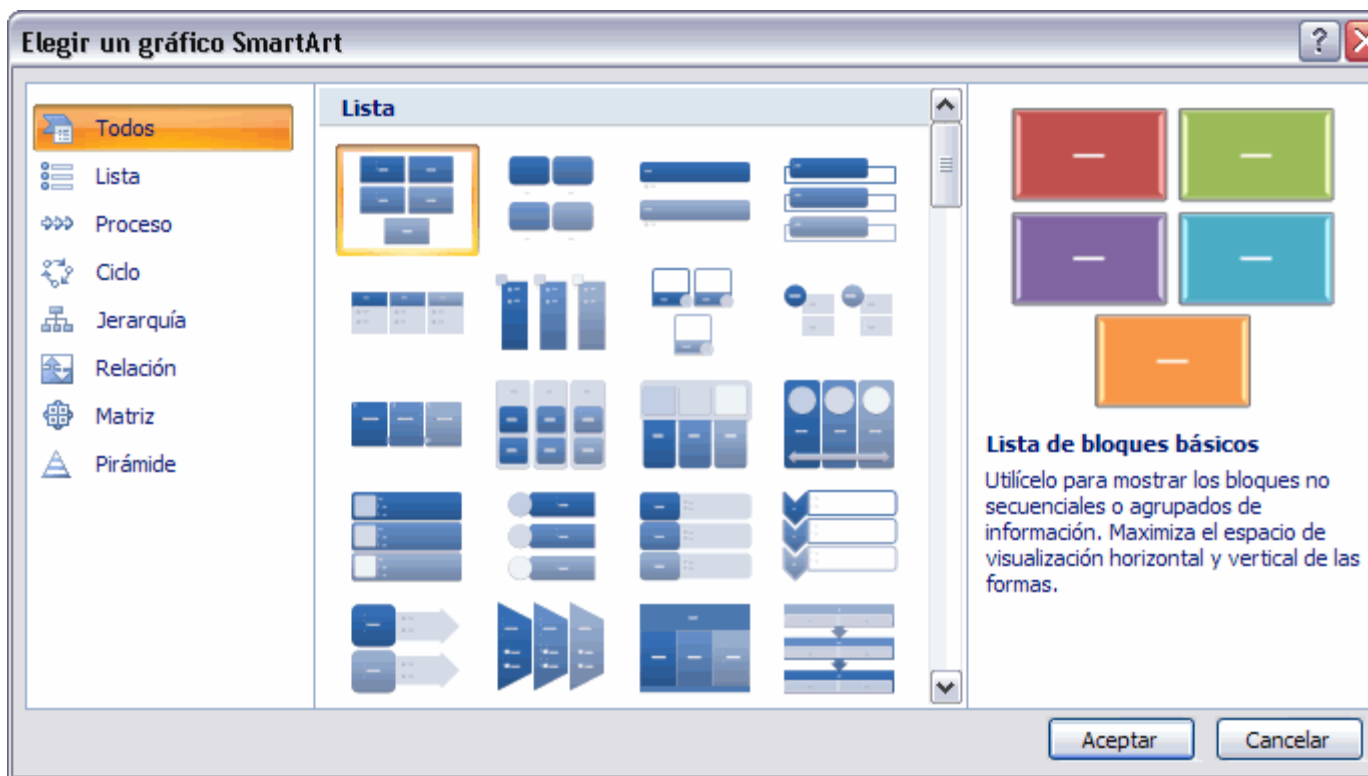 Elegir un gráfico SmartArt
?
Todos
Lista
Proceso
Ciclo
Jerarquía
Relación
Matriz
Pirámide
Lista
Lista de bloques básicos
Utilícelo para mostrar los bloques no
secuenciales o agrupados de
información. Maximiza el espacio de
visualización horizontal y vertical de las
formas.
Aceptar
Cancelar